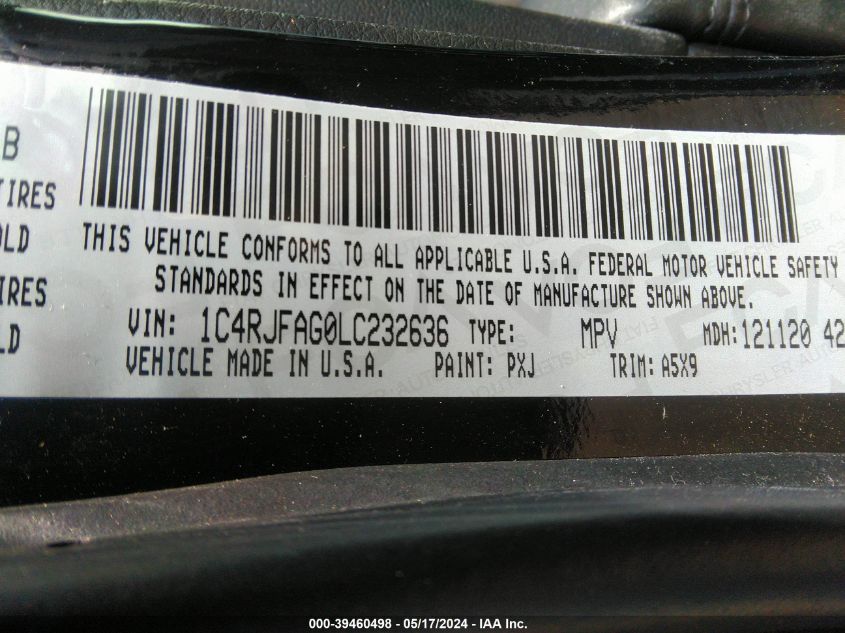 B
TIRES
OLD
IRES
LD
THIS VEHICLE CONFORMS TO ALL APPLICABLE U.S.A. FEDERAL MOTOR VEHICLE SAFETY
STANDARDS IN EFFECT ON THE DATE OF MANUFACTURE SHOWN ABOVE.
VIN: 1C4RJFAG0LC232636 TYPE: MPV MDH:121120 42
VEHICLE MADE IN U.S.A. PAINT: PXJ TRIM: A5X9
000-39460498 - 05/17/2024 - IAA Inc.